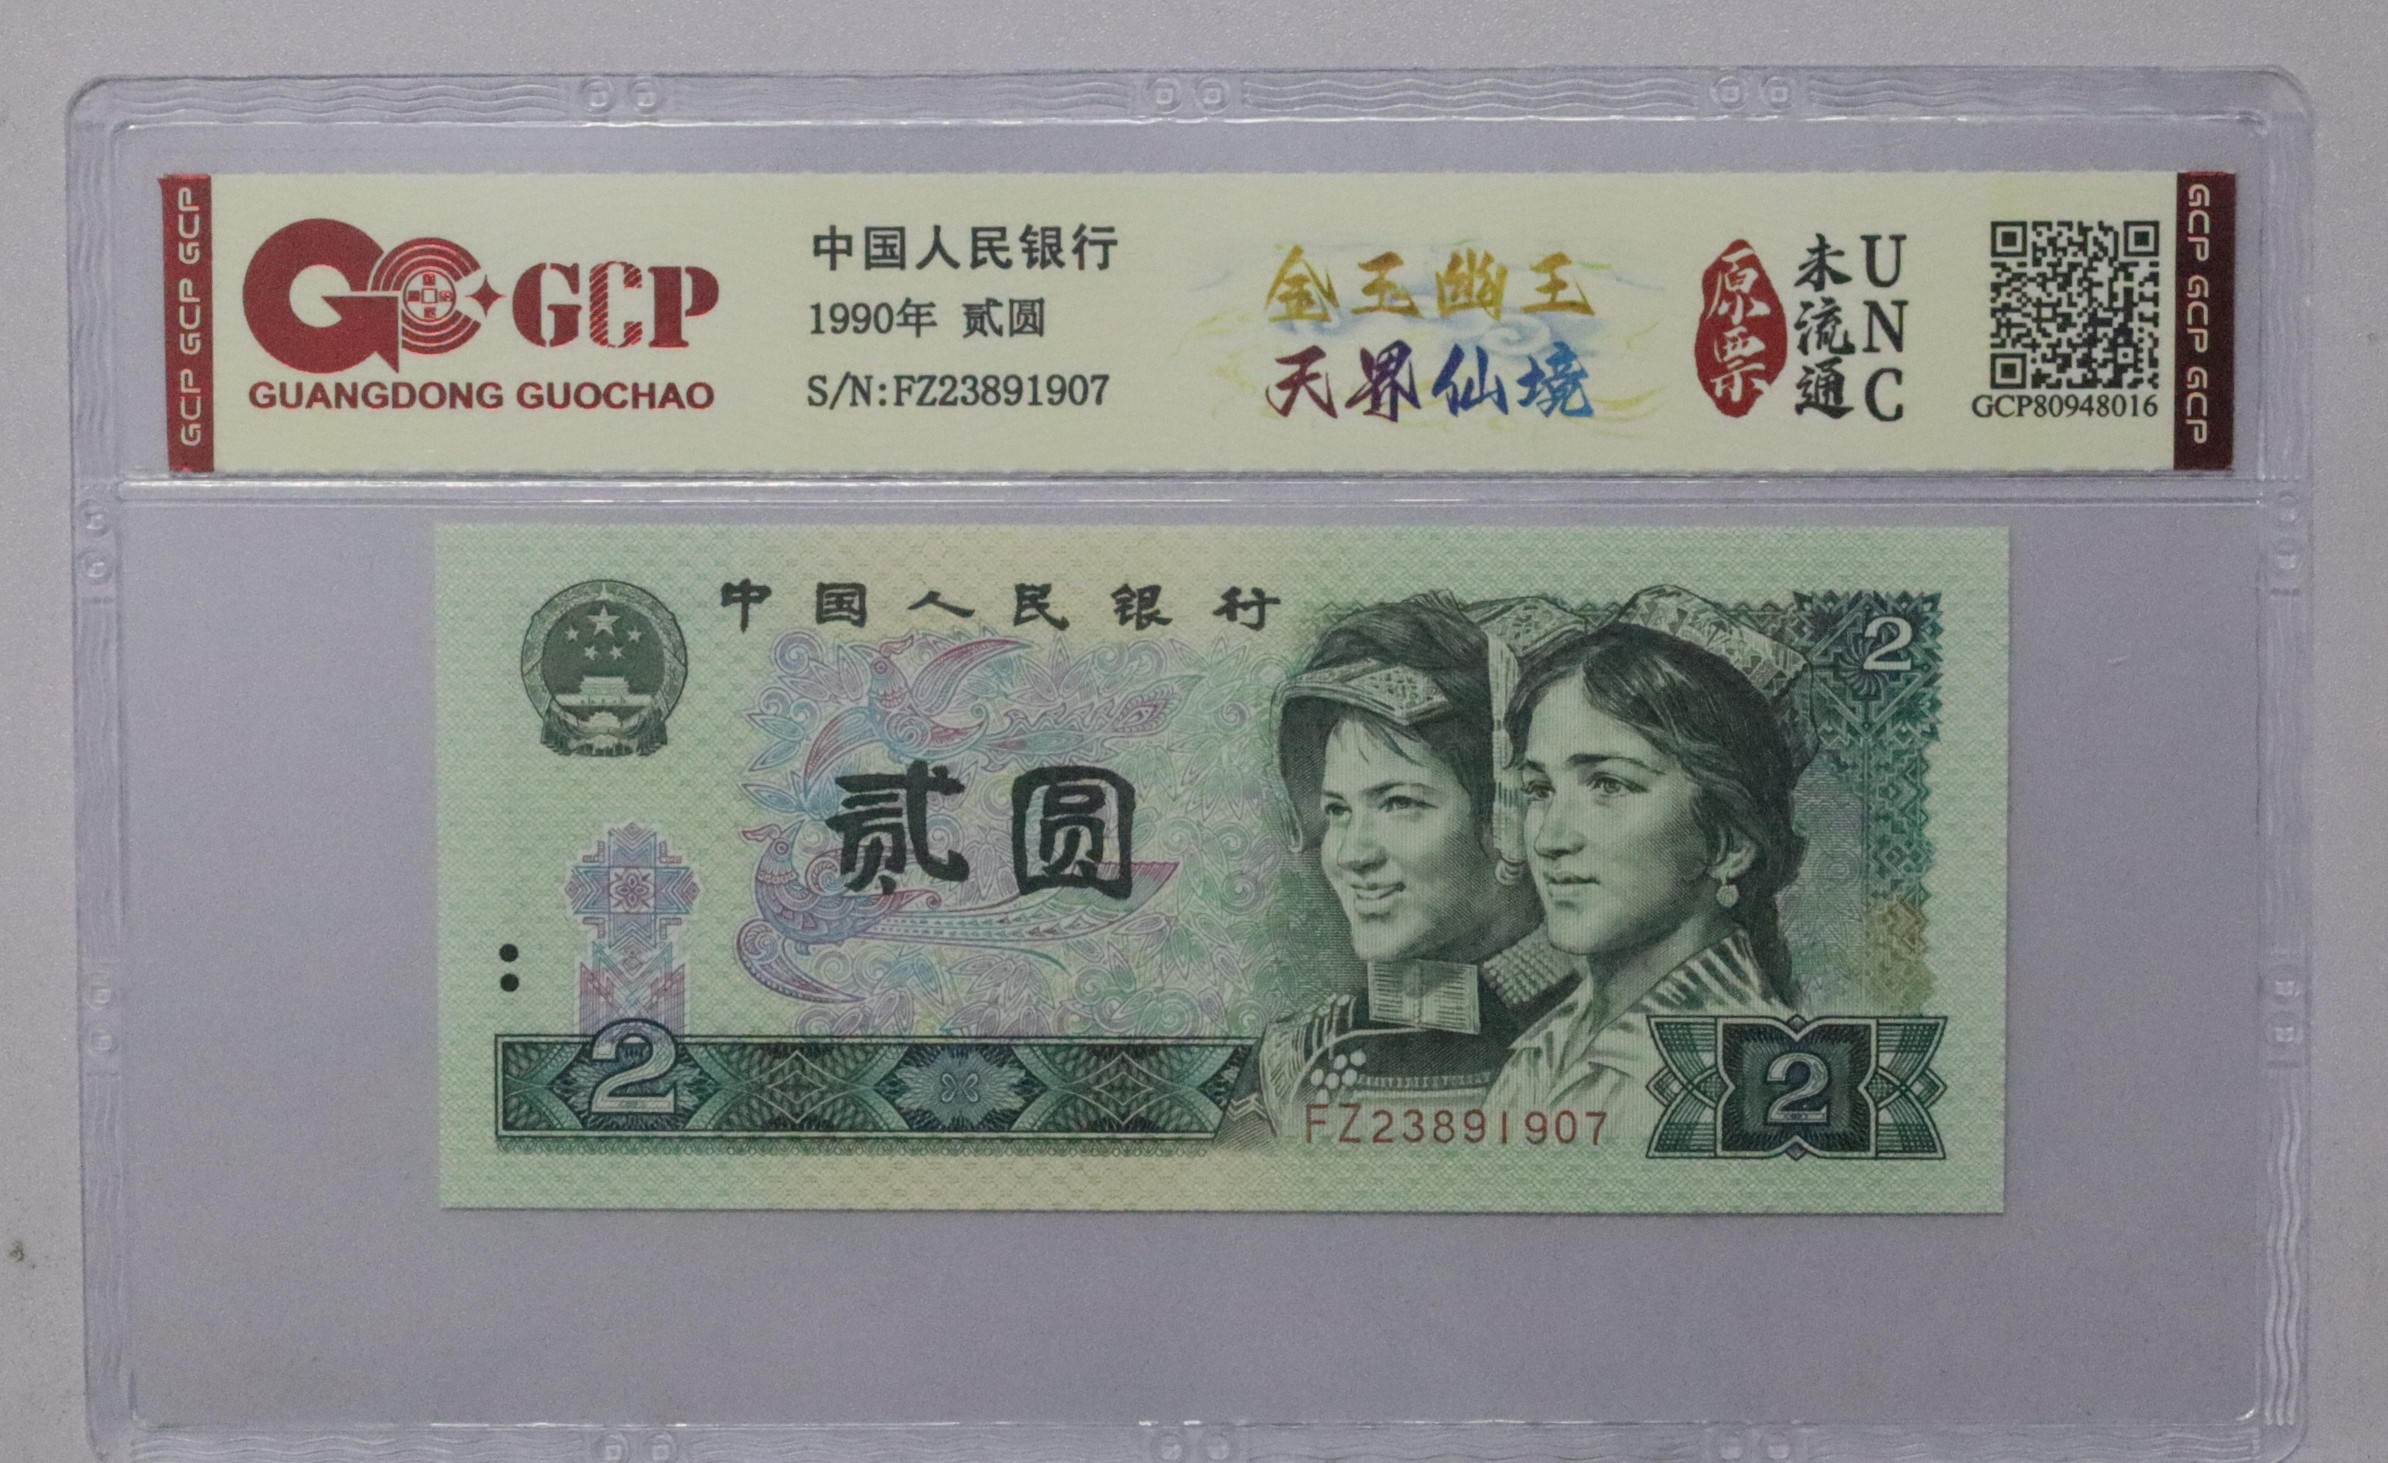 GCP GCP GCP
GCP
GUANGDONG GUOCHAO
中国人民银行
1990年 贰圆
S/N:FZ23891907
金玉幽王
天界仙境
原票
未流通
UNC
GCP80948016
GCP GCP GCP
中国人民银行
2
贰圆
2
FZ23891907
2